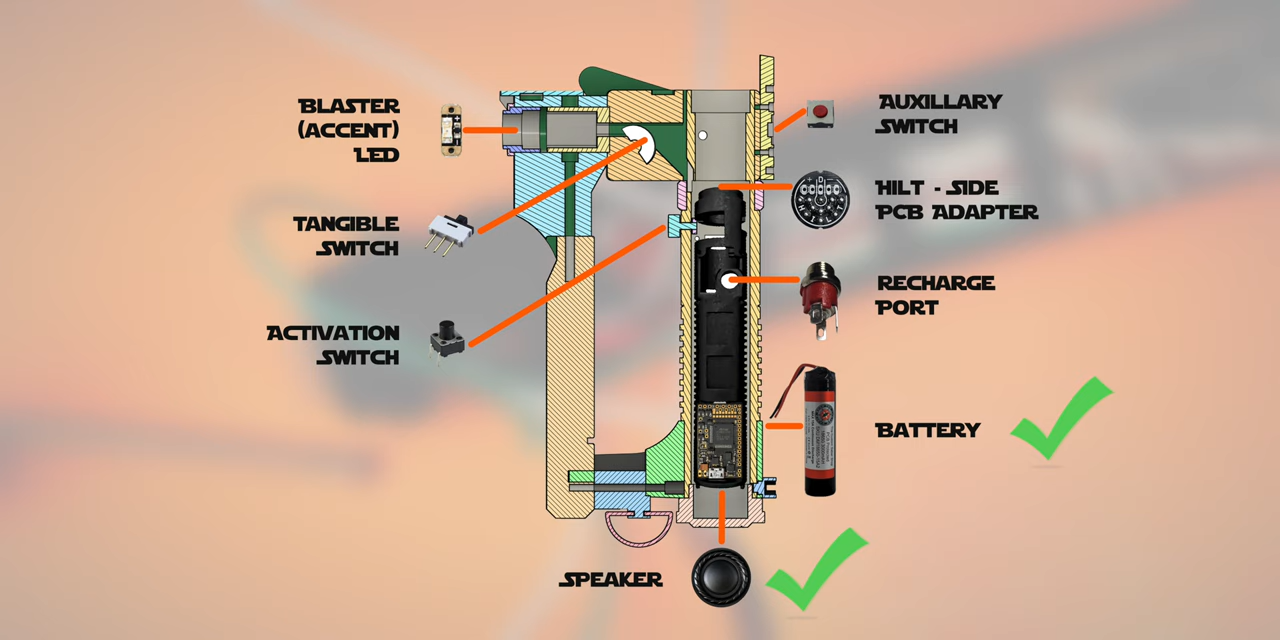 BLASTER
(ACCENT)
LED
TANGIBLE
SWITCH
ACTIVATION
SWITCH
AUXILLARY
SWITCH
HILT - SIDE
PCB ADAPTER
RECHARGE
PORT
BATTERY
SPEAKER